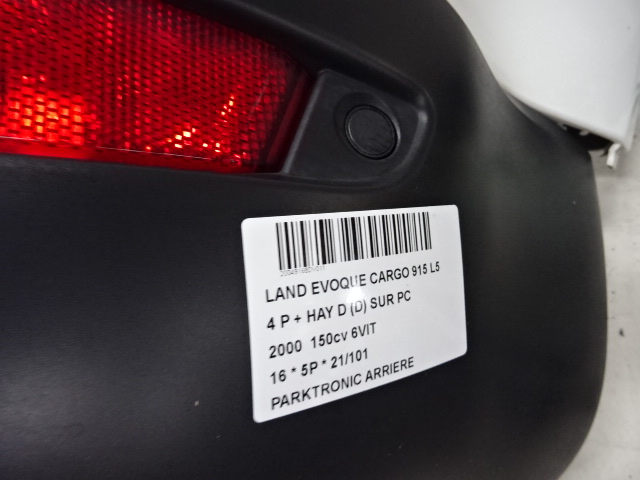 LAND EVOQUE CARGO 915 L5
4 P + HAY D (D) SUR PC
2000 150cv 6VIT
16 * 5P * 21/101
PARKTRONIC ARRIERE